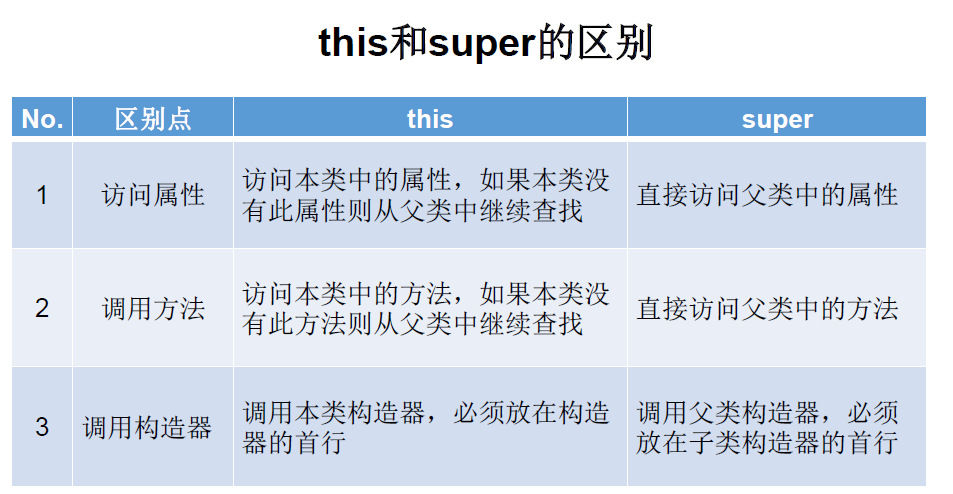 this和super的区别
No. 区别点 this super
1 访问属性 访问本类中的属性，如果本类没有此属性则从父类中继续查找 直接访问父类中的属性
2 调用方法 访问本类中的方法，如果本类没有此方法则从父类中继续查找 直接访问父类中的方法
3 调用构造器 调用本类构造器，必须放在构造器的首行 调用父类构造器，必须放在子类构造器的首行